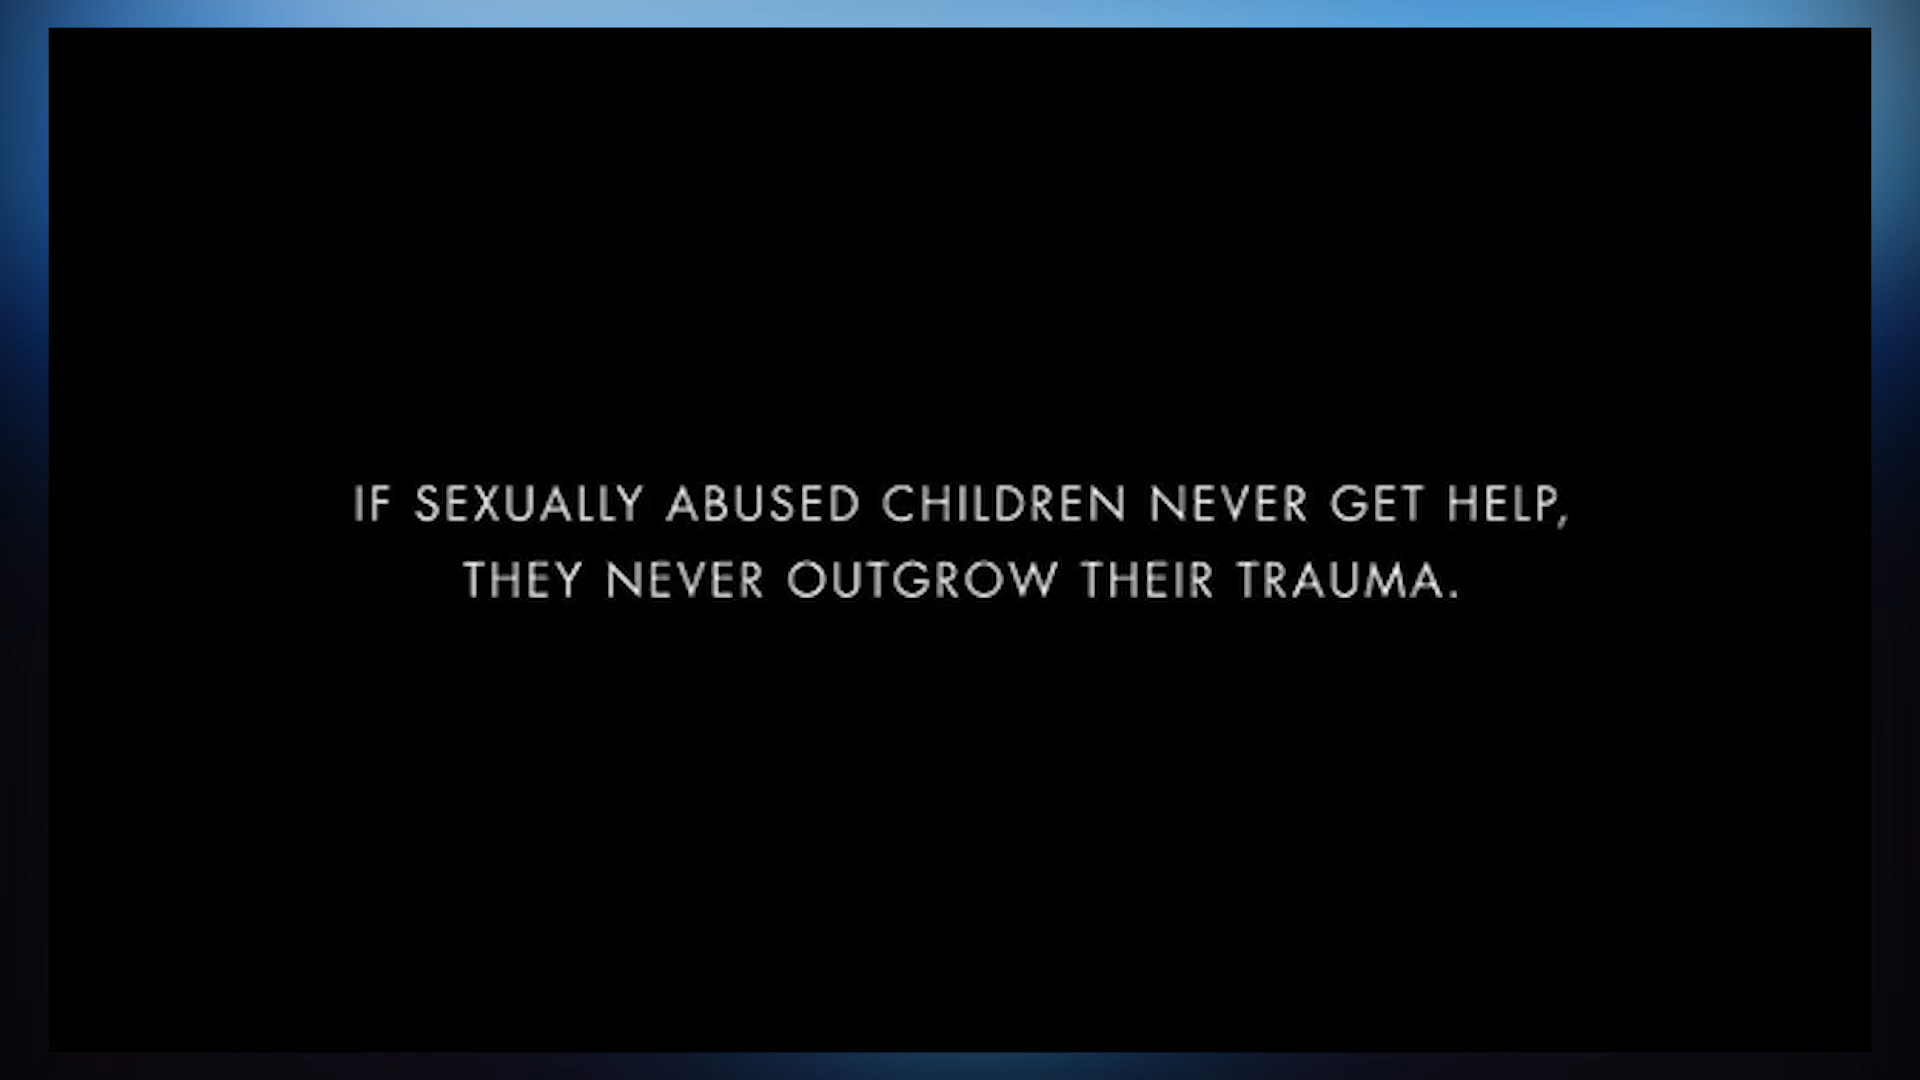 IF SEXUALLY ABUSED CHILDREN NEVER GET HELP,
THEY NEVER OUTGROW THEIR TRAUMA.